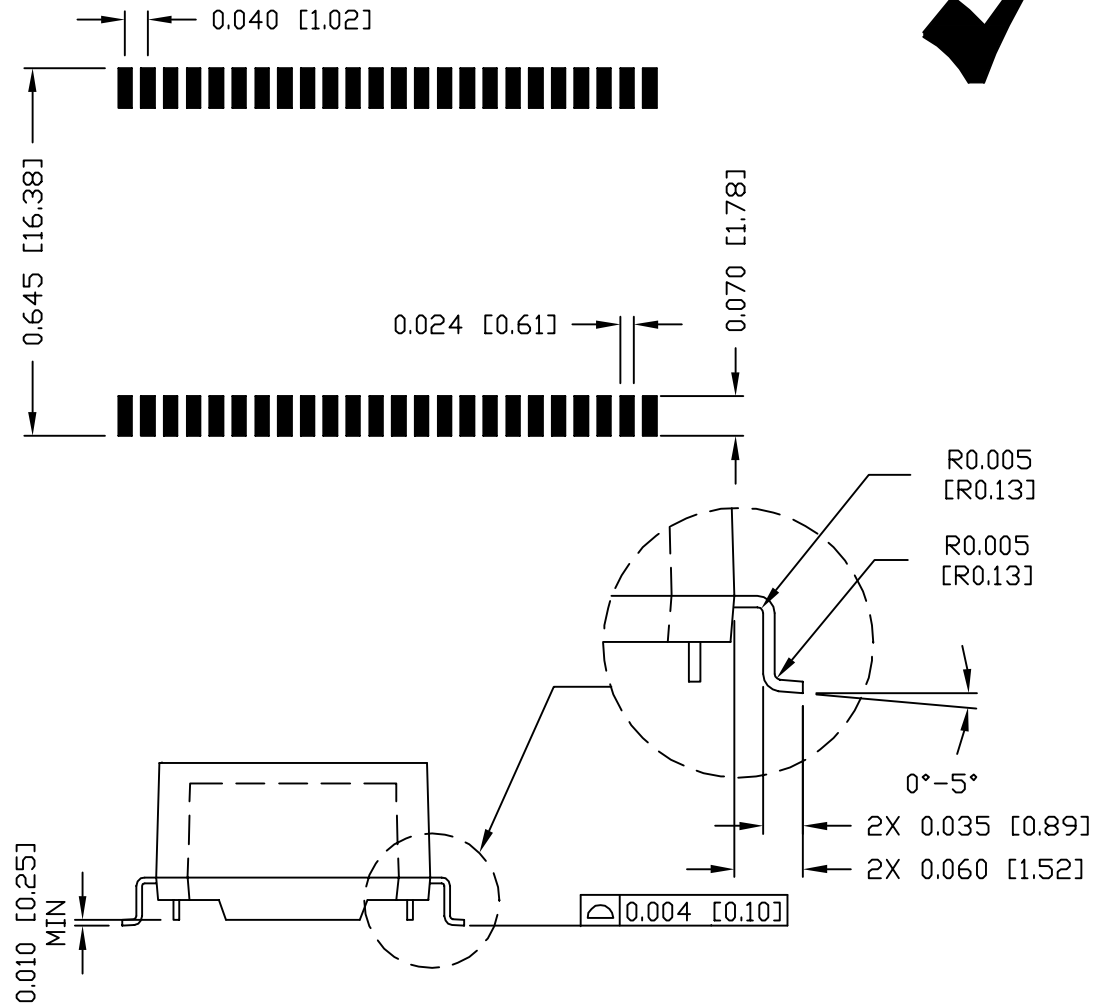 0.040 [1.02]
0.645 [16.38]
0.070 [1.78]
0.024 [0.61]
R0.005
[R0.13]
R0.005
[R0.13]
0°-5°
2X 0.035 [0.89]
2X 0.060 [1.52]
0.010 [0.25]
MIN
0.004 [0.10]